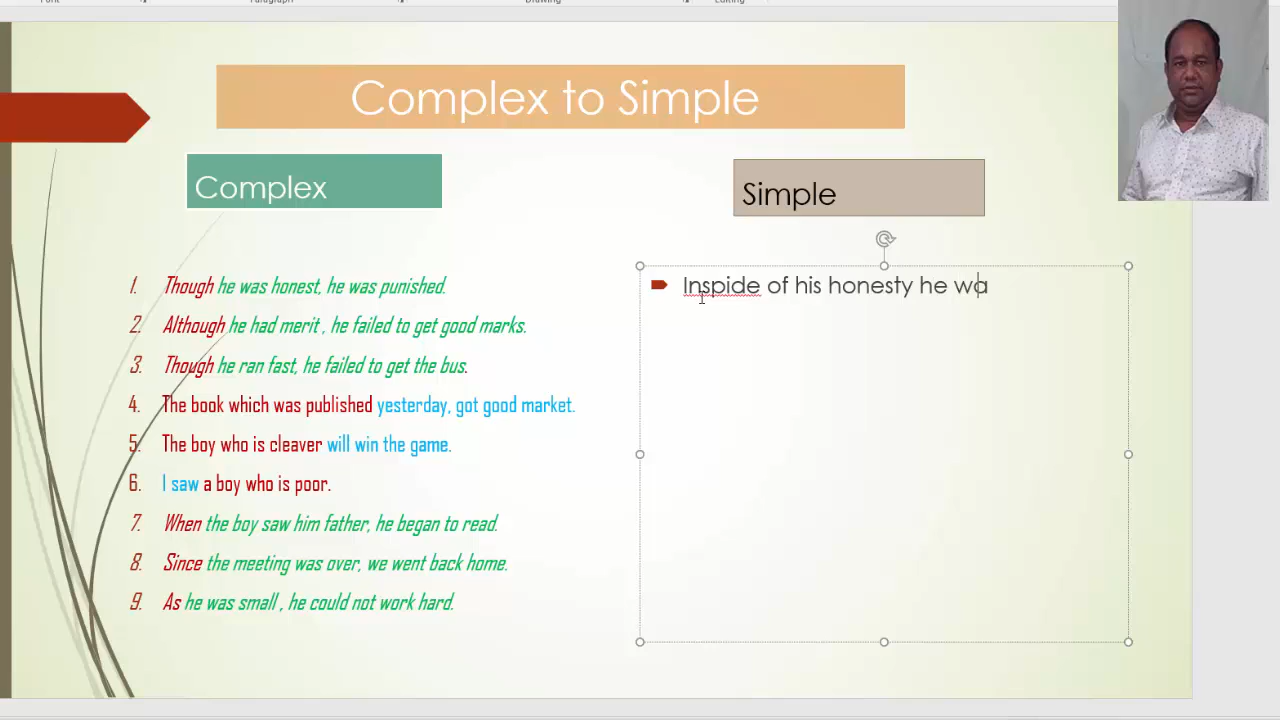 Font Paragraph Drawing Editing
Complex to Simple
Complex
Simple
1. Though he was honest, he was punished.
2. Although he had merit , he failed to get good marks.
3. Though he ran fast, he failed to get the bus.
4. The book which was published yesterday, got good market.
5. The boy who is cleaver will win the game.
6. I saw a boy who is poor.
7. When the boy saw him father, he began to read.
8. Since the meeting was over, we went back home.
9. As he was small , he could not work hard.
Inspide of his honesty he wa